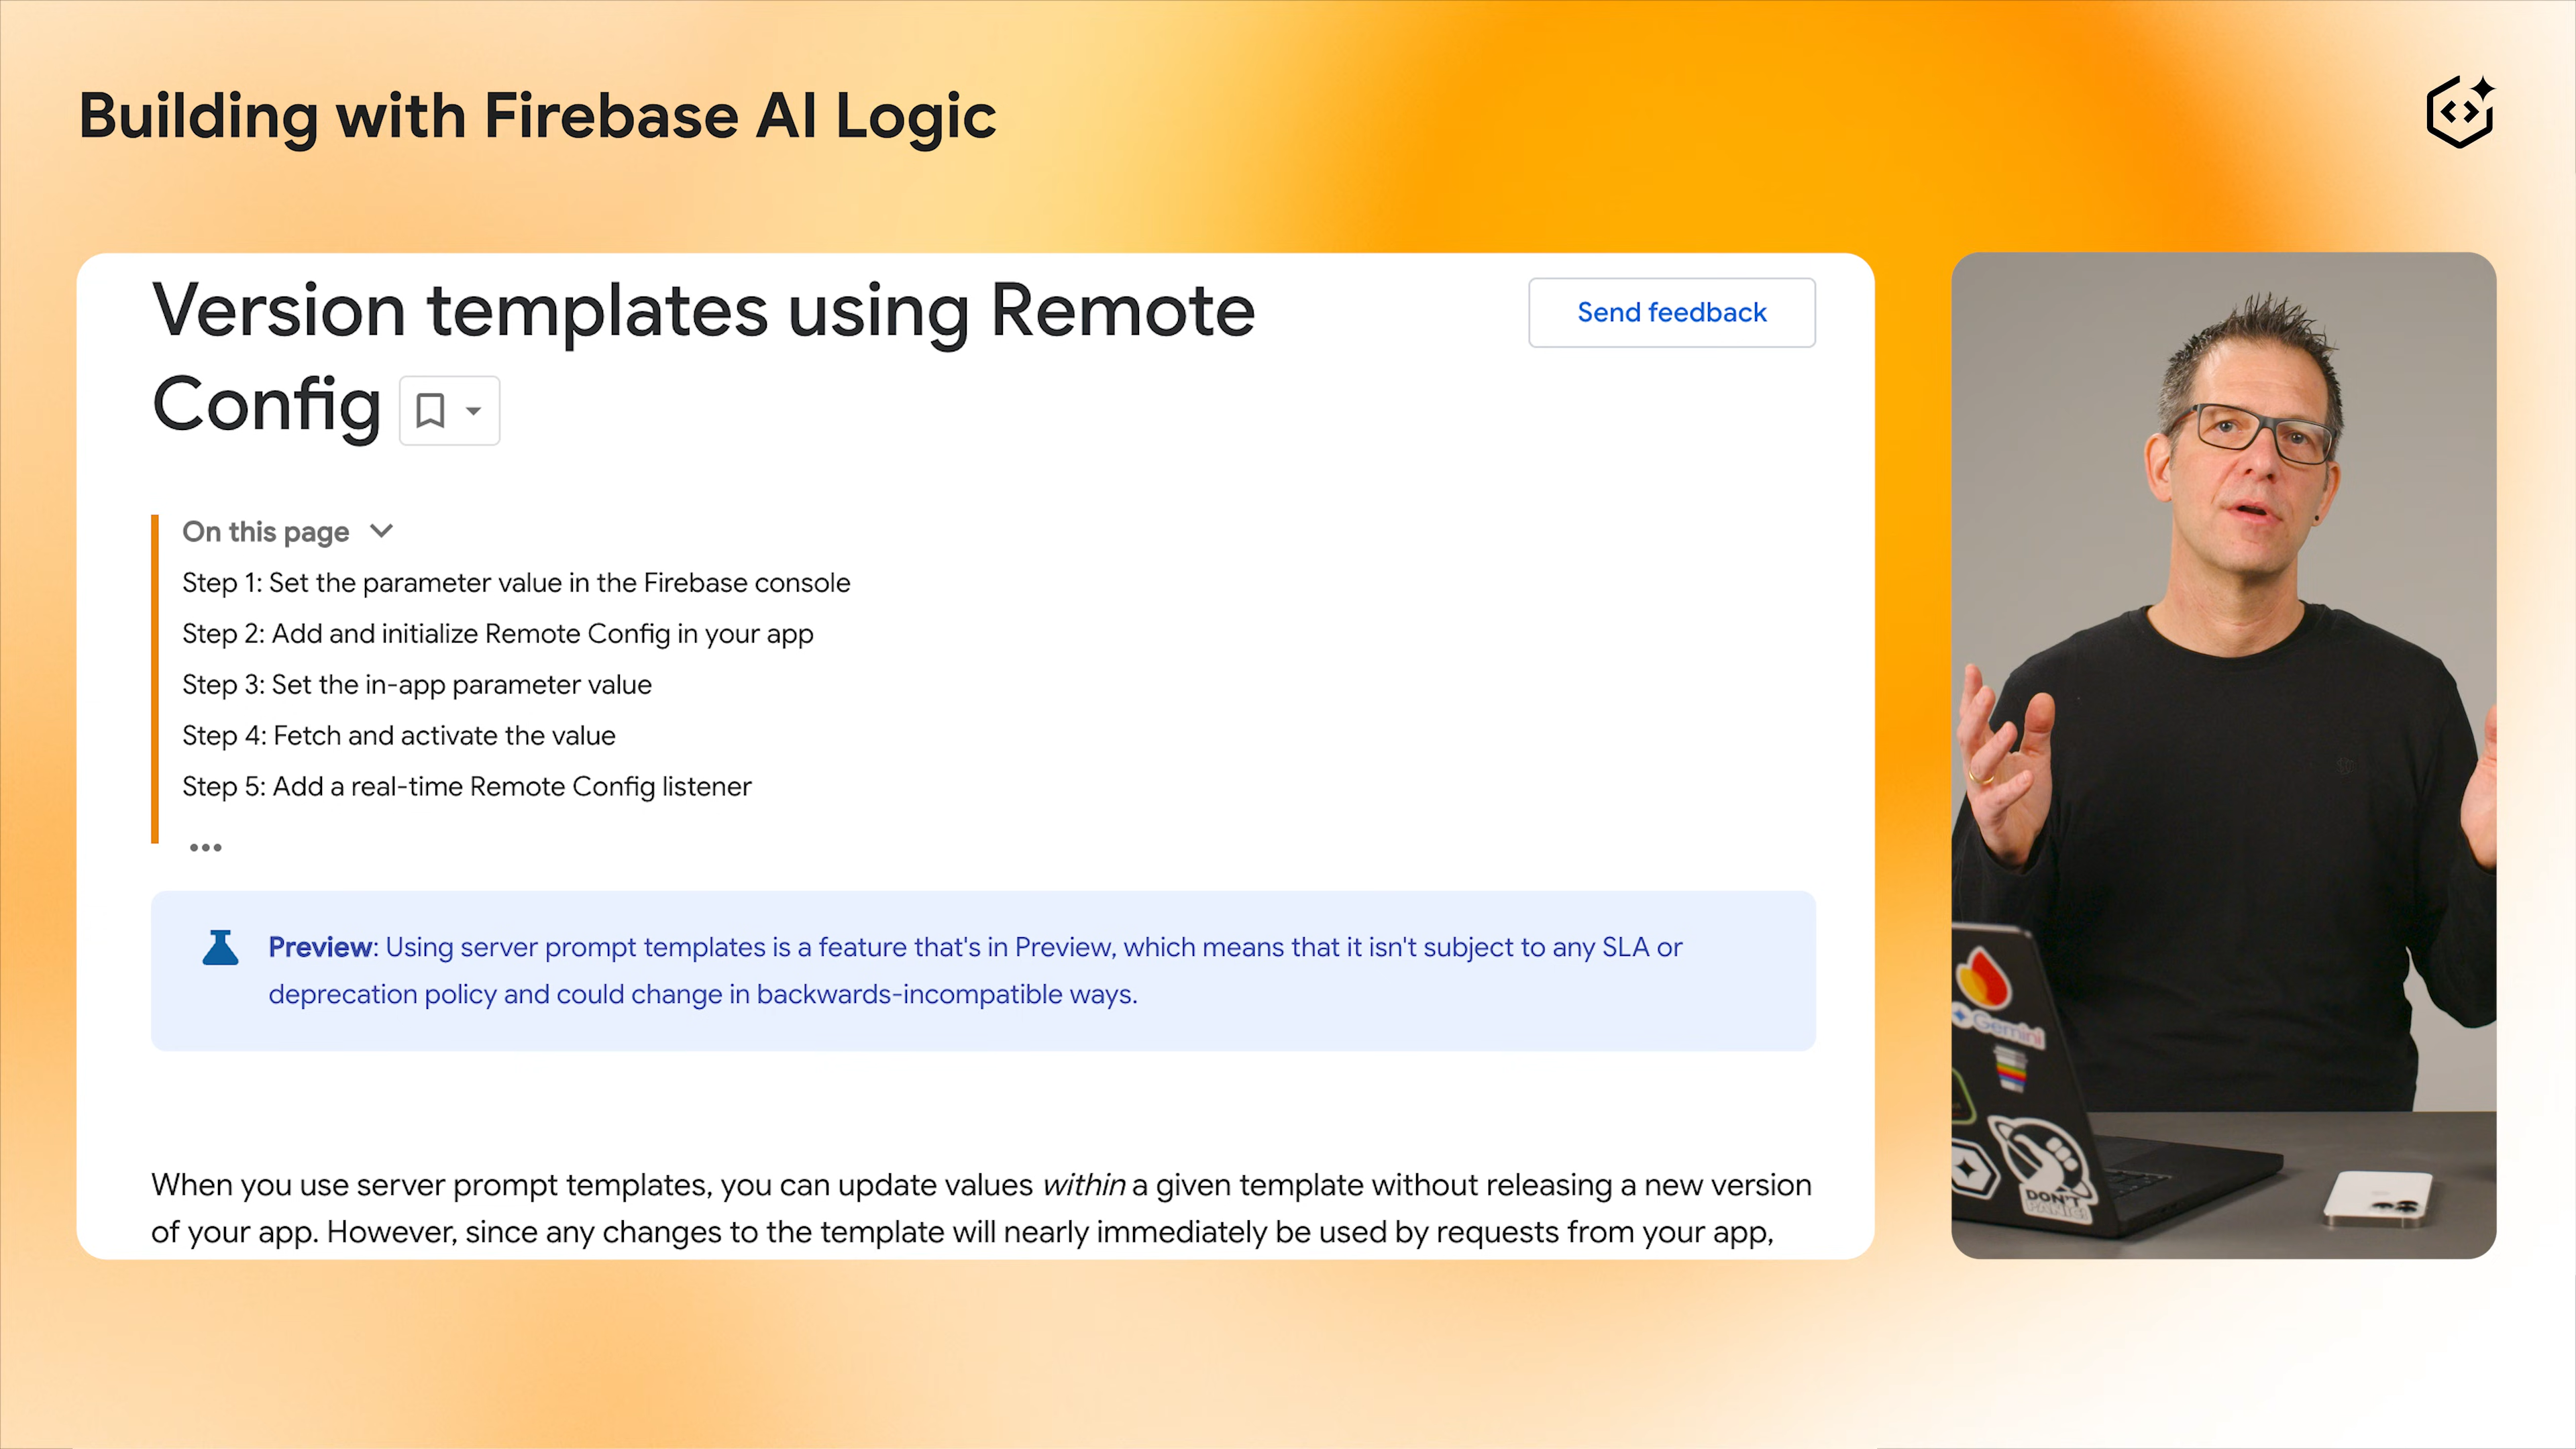 Building with Firebase AI Logic
Version templates using Remote
Config
Send feedback
On this page
Step 1: Set the parameter value in the Firebase console
Step 2: Add and initialize Remote Config in your app
Step 3: Set the in-app parameter value
Step 4: Fetch and activate the value
Step 5: Add a real-time Remote Config listener
Preview: Using server prompt templates is a feature that's in Preview, which means that it isn't subject to any SLA or
deprecation policy and could change in backwards-incompatible ways.
When you use server prompt templates, you can update values within a given template without releasing a new version
of your app. However, since any changes to the template will nearly immediately be used by requests from your app,
Gemini
DON'T
PANIC!